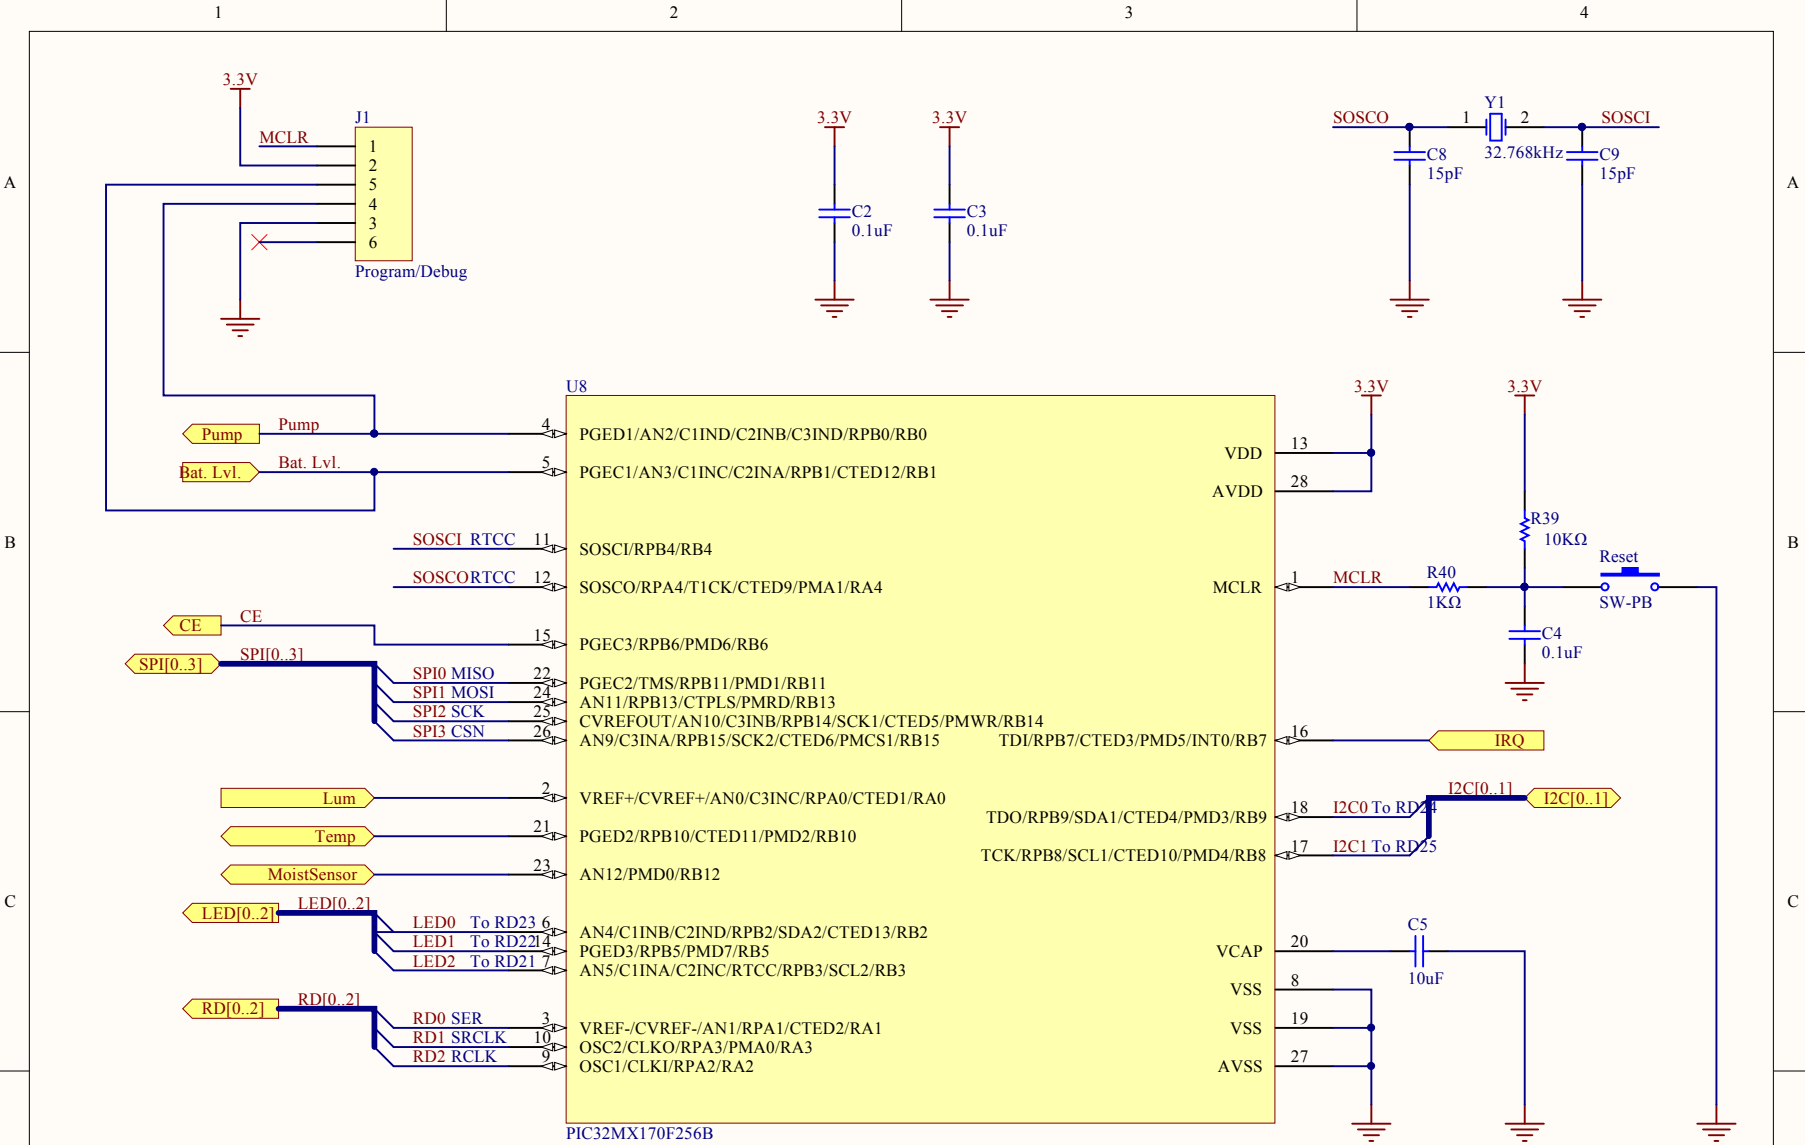 1 2 3 4
A A
B B
C C
3.3V
MCLR
J1
1
2
5
4
3
6
Program/Debug
3.3V
C2
0.1uF
3.3V
C3
0.1uF
SOSCO 1 Y1 2 SOSCI
32.768kHz
C8
15pF
C9
15pF
U8
Pump Pump 4 PGED1/AN2/C1IND/C2INB/C3IND/RPB0/RB0
Bat. Lvl. Bat. Lvl. 5 PGEC1/AN3/C1INC/C2INA/RPB1/CTED12/RB1
SOSCI RTCC 11 SOSCI/RPB4/RB4
SOSCO RTCC 12 SOSCO/RPA4/T1CK/CTED9/PMA1/RA4
CE CE 15 PGEC3/RPB6/PMD6/RB6
SPI[0..3] SPI[0..3]
SPI0 MISO 22 PGEC2/TMS/RPB11/PMD1/RB11
SPI1 MOSI 24 AN11/RPB13/CTPLS/PMRD/RB13
SPI2 SCK 25 CVREFOUT/AN10/C3INB/RPB14/SCK1/CTED5/PMWR/RB14
SPI3 CSN 26 AN9/C3INA/RPB15/SCK2/CTED6/PMCS1/RB15
Lum 2 VREF+/CVREF+/AN0/C3INC/RPA0/CTED1/RA0
Temp 21 PGED2/RPB10/CTED11/PMD2/RB10
MoistSensor 23 AN12/PMD0/RB12
LED[0..2] LED[0..2]
LED0 To RD23 6 AN4/C1INB/C2IND/RPB2/SDA2/CTED13/RB2
LED1 To RD22 14 PGED3/RPB5/PMD7/RB5
LED2 To RD21 7 AN5/C1INA/C2INC/RTCC/RPB3/SCL2/RB3
RD[0..2] RD[0..2]
RD0 SER 3 VREF-/CVREF-/AN1/RPA1/CTED2/RA1
RD1 SRCLK 10 OSC2/CLKO/RPA3/PMA0/RA3
RD2 RCLK 9 OSC1/CLKI/RPA2/RA2
PIC32MX170F256B
3.3V
VDD 13
AVDD 28
3.3V
R39
10KΩ
MCLR 1 MCLR R40
1KΩ
Reset
SW-PB
C4
0.1uF
TDI/RPB7/CTED3/PMD5/INT0/RB7 16 IRQ
I2C[0..1] I2C[0..1]
TDO/RPB9/SDA1/CTED4/PMD3/RB9 18 I2C0 To RD24
TCK/RPB8/SCL1/CTED10/PMD4/RB8 17 I2C1 To RD25
VCAP 20 C5
10uF
VSS 8
VSS 19
AVSS 27